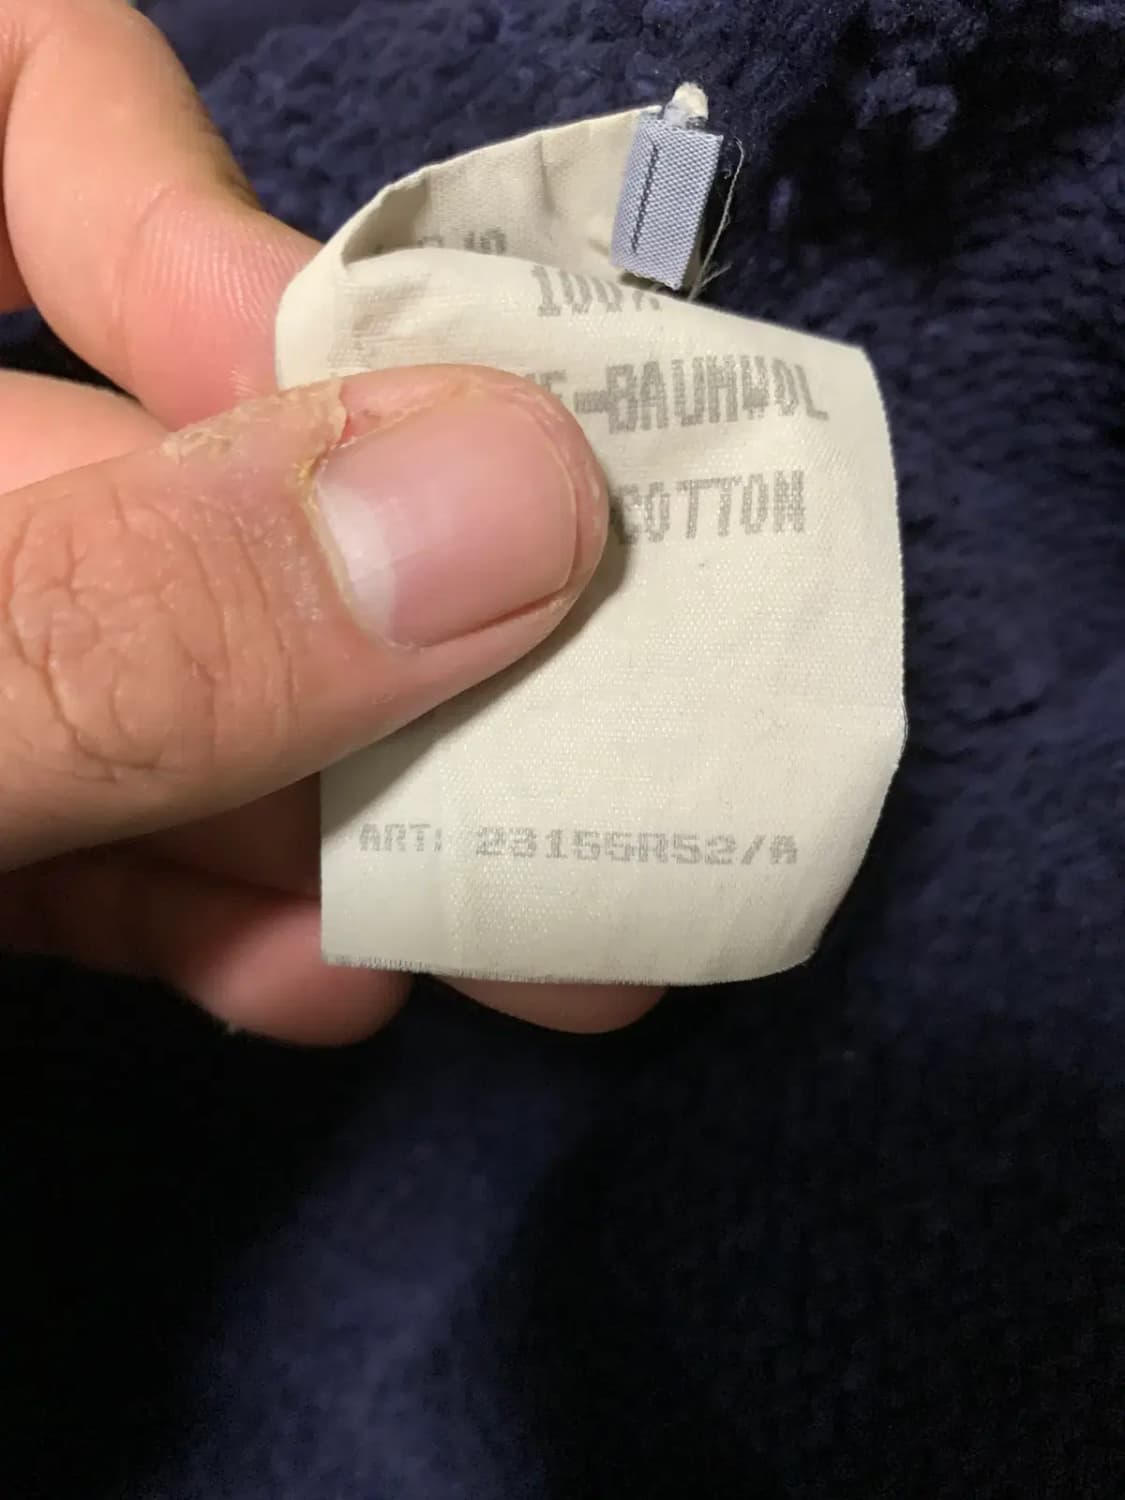 100%
-BAUMWOL
COTTON
ART: 23155R52/A